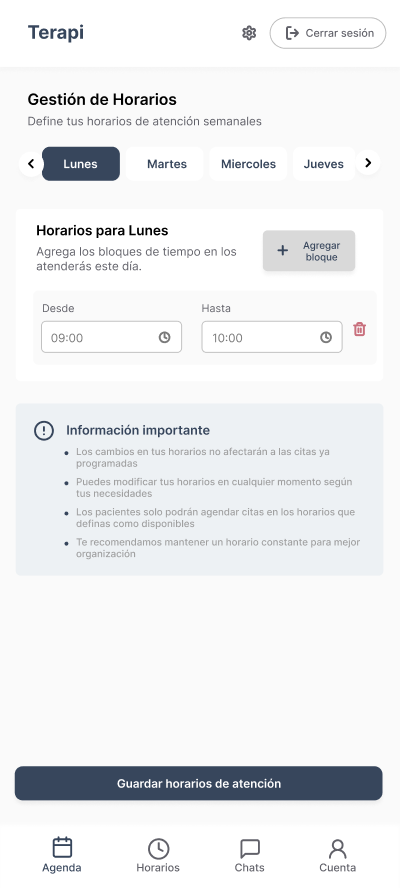 Terapi
Cerrar sesión
Gestión de Horarios
Define tus horarios de atención semanales
Lunes
Martes
Miercoles
Jueves
Horarios para Lunes
Agrega los bloques de tiempo en los
atenderás este día.
Agregar
bloque
Desde
Hasta
09:00
10:00
Información importante
Los cambios en tus horarios no afectarán a las citas ya
programadas
Puedes modificar tus horarios en cualquier momento según
tus necesidades
Los pacientes solo podrán agendar citas en los horarios que
definas como disponibles
Te recomendamos mantener un horario constante para mejor
organización
Guardar horarios de atención
Agenda
Horarios
Chats
Cuenta